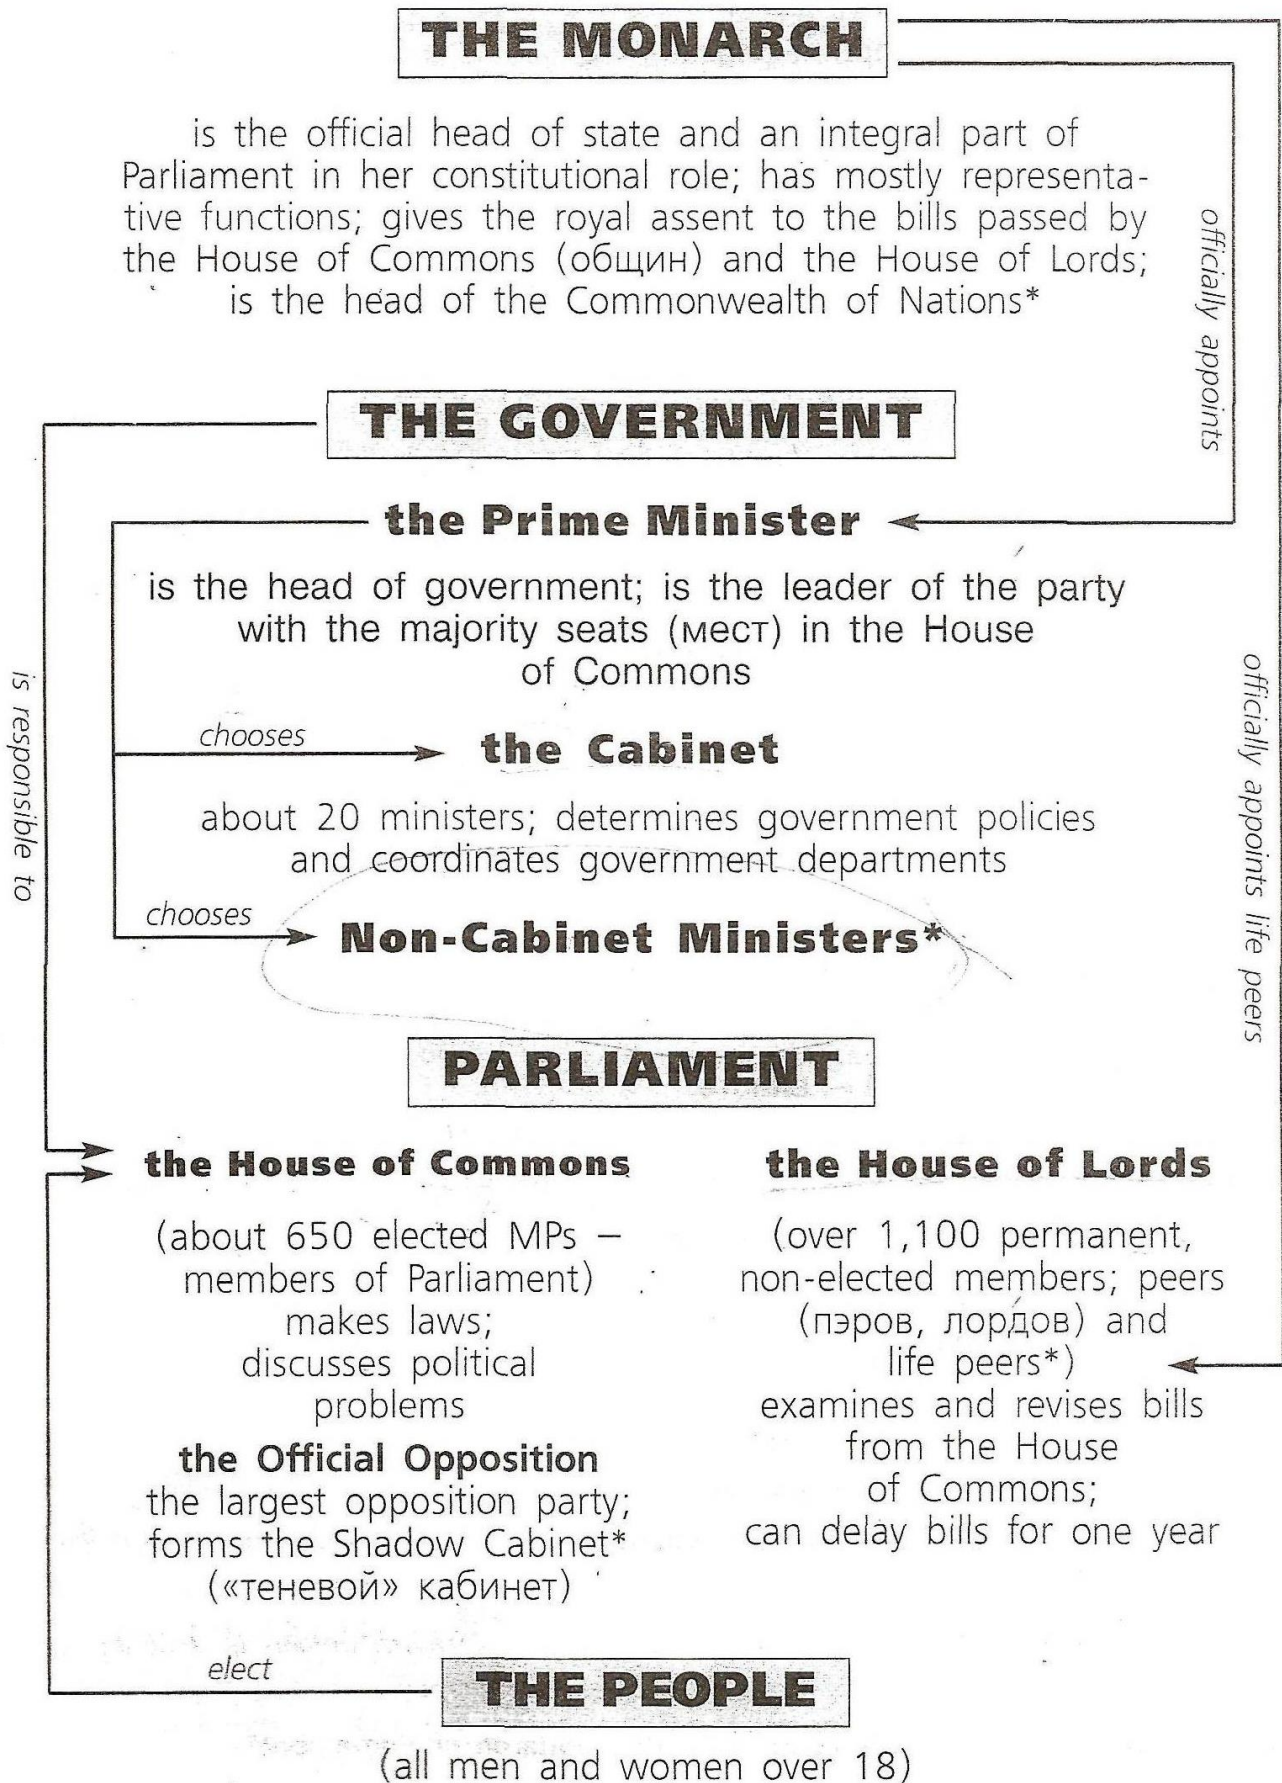 THE MONARCH
is the official head of state and an integral part of
Parliament in her constitutional role; has mostly representa-
tive functions; gives the royal assent to the bills passed by
the House of Commons (общин) and the House of Lords;
is the head of the Commonwealth of Nations*
officially appoints
THE GOVERNMENT
the Prime Minister
is the head of government; is the leader of the party
with the majority seats (мест) in the House
of Commons
is responsible to
officially appoints life peers
chooses
the Cabinet
about 20 ministers; determines government policies
and coordinates government departments
chooses
Non-Cabinet Ministers*
PARLIAMENT
the House of Commons
(about 650 elected MPs –
members of Parliament)
makes laws;
discusses political
problems
the Official Opposition
the largest opposition party;
forms the Shadow Cabinet*
(«теневой» кабинет)
the House of Lords
(over 1,100 permanent,
non-elected members; peers
(пэров, лордов) and
life peers*)
examines and revises bills
from the House
of Commons;
can delay bills for one year
elect
THE PEOPLE
(all men and women over 18)